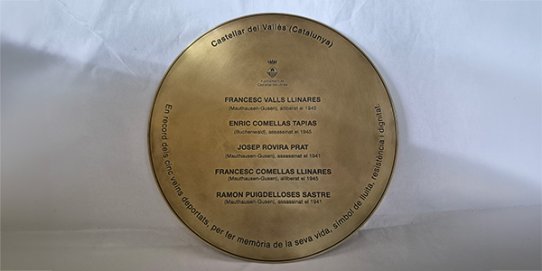 Castellar del Vallès (Catalunya)
Ajuntament de
Castellar del Vallès
FRANCESC VALLS LLINARES
(Mauthausen-Gusen), alliberat el 1945
ENRIC COMELLAS TAPIAS
(Buchenwald), assassinat el 1945
JOSEP ROVIRA PRAT
(Mauthausen-Gusen), assassinat el 1941
FRANCESC COMELLAS LLINARES
(Mauthausen-Gusen), alliberat el 1945
RAMON PUIGDELLOSES SASTRE
(Mauthausen-Gusen), assassinat el 1941
En record dels cinc veïns deportats, per fer memòria de la seva vida, símbol de lluita, resistència i dignitat.